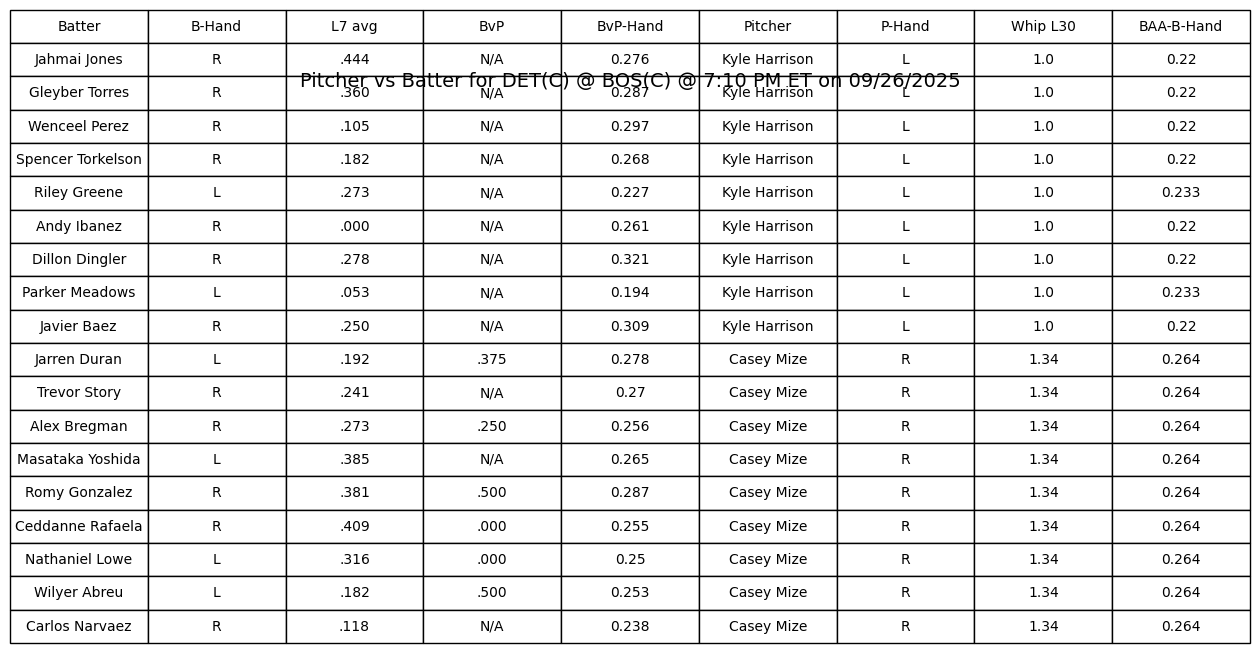 Batter B-Hand L7 avg BvP BvP-Hand Pitcher P-Hand Whip L30 BAA-B-Hand
Jahmai Jones R .444 N/A 0.276 Kyle Harrison L 1.0 0.22
Pitcher vs Batter for DET(C) @ BOS(C) @ 7:10 PM ET on 09/26/2025
Gleyber Torres R .360 N/A 0.287 Kyle Harrison L 1.0 0.22
Wenceel Perez R .105 N/A 0.297 Kyle Harrison L 1.0 0.22
Spencer Torkelson R .182 N/A 0.268 Kyle Harrison L 1.0 0.22
Riley Greene L .273 N/A 0.227 Kyle Harrison L 1.0 0.233
Andy Ibanez R .000 N/A 0.261 Kyle Harrison L 1.0 0.22
Dillon Dingler R .278 N/A 0.321 Kyle Harrison L 1.0 0.22
Parker Meadows L .053 N/A 0.194 Kyle Harrison L 1.0 0.233
Javier Baez R .250 N/A 0.309 Kyle Harrison L 1.0 0.22
Jarren Duran L .192 .375 0.278 Casey Mize R 1.34 0.264
Trevor Story R .241 N/A 0.27 Casey Mize R 1.34 0.264
Alex Bregman R .273 .250 0.256 Casey Mize R 1.34 0.264
Masataka Yoshida L .385 N/A 0.265 Casey Mize R 1.34 0.264
Romy Gonzalez R .381 .500 0.287 Casey Mize R 1.34 0.264
Ceddanne Rafaela R .409 .000 0.255 Casey Mize R 1.34 0.264
Nathaniel Lowe L .316 .000 0.25 Casey Mize R 1.34 0.264
Wilyer Abreu L .182 .500 0.253 Casey Mize R 1.34 0.264
Carlos Narvaez R .118 N/A 0.238 Casey Mize R 1.34 0.264